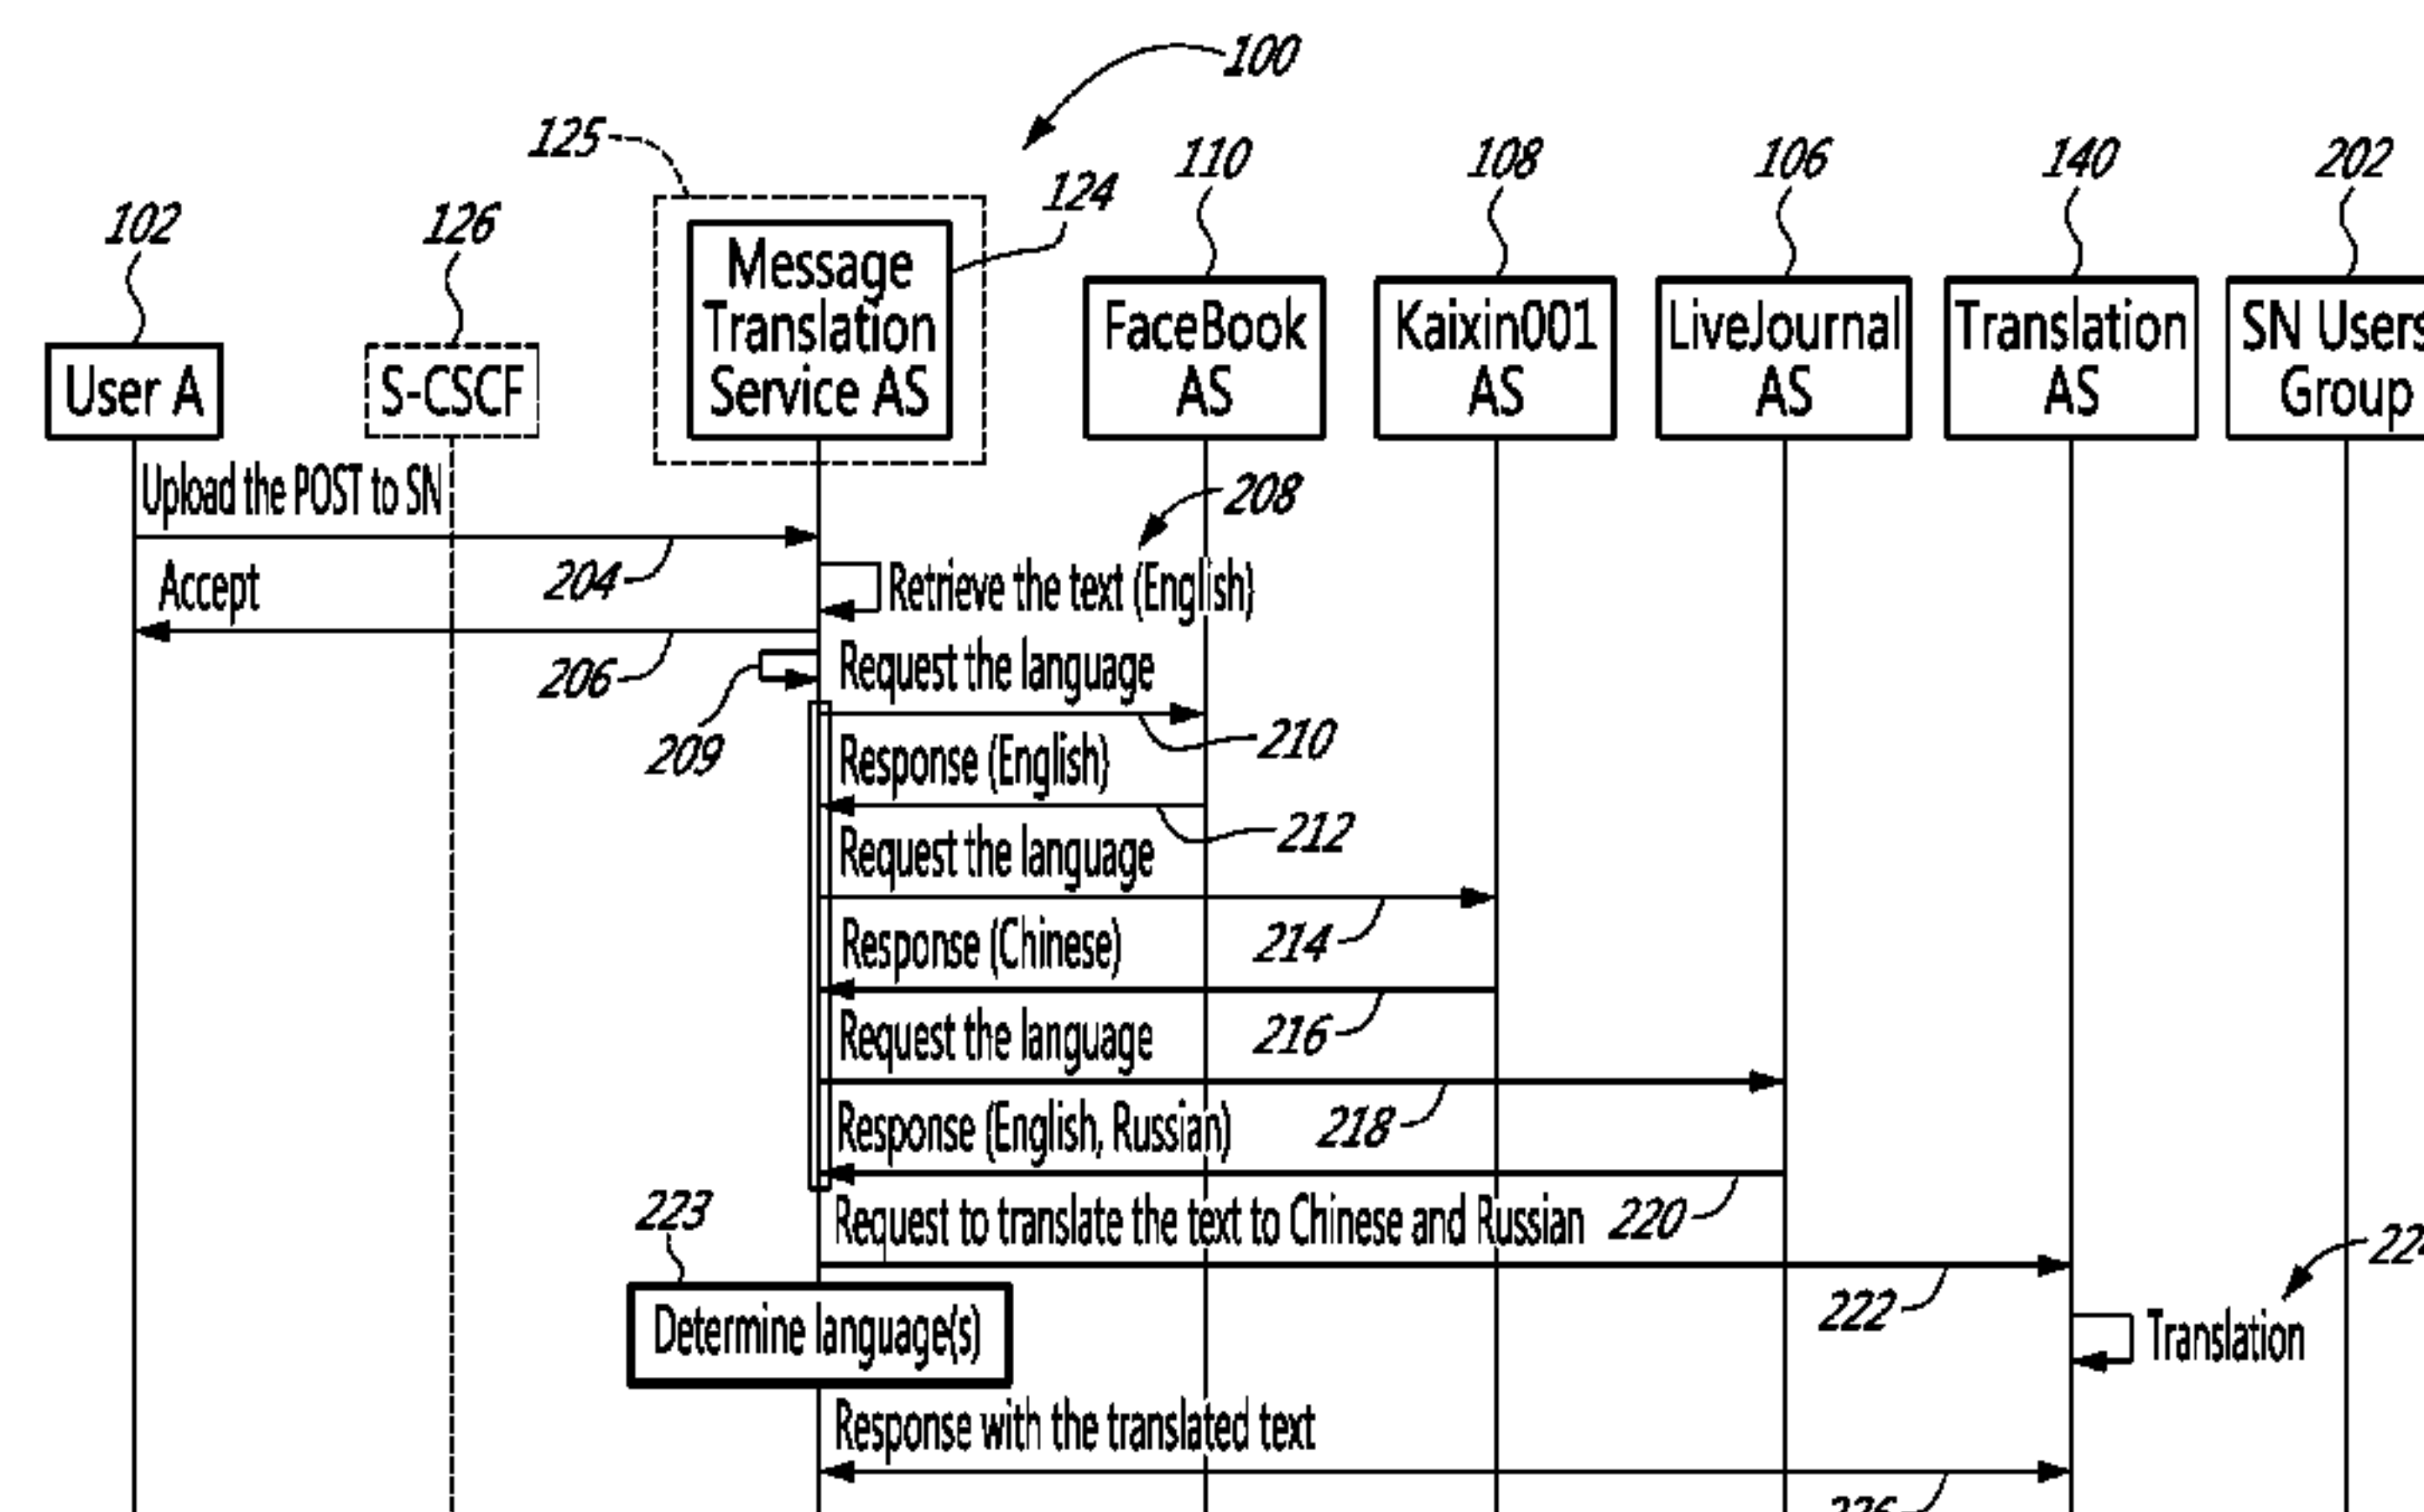 100
125
110
108
106
140
202
124
102
126
Message
Translation
Service AS
FaceBook
AS
Kaixin001
AS
LiveJournal
AS
Translation
AS
SN Users
Group
User A
S-CSCF
Upload the POST to SN
208
204
Retrieve the text (English)
Accept
206
Request the language
209
210
Response (English)
212
Request the language
214
Response (Chinese)
216
Request the language
218
Response (English, Russian)
220
223
Request to translate the text to Chinese and Russian
222
Determine language(s)
Translation
Response with the translated text